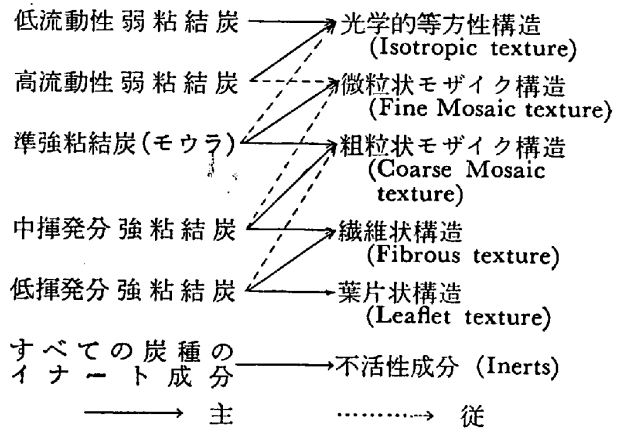 低流動性弱粘結炭 光学的等方性構造
(Isotropic texture)
高流動性弱粘結炭 微粒状モザイク構造
(Fine Mosaic texture)
準強粘結炭(モウラ) 粗粒状モザイク構造
(Coarse Mosaic
texture)
中揮発分強粘結炭 繊維状構造
(Fibrous texture)
低揮発分強粘結炭 葉片状構造
(Leaflet texture)
すべての炭種の
イナート成分 不活性成分 (Inerts)
主 従